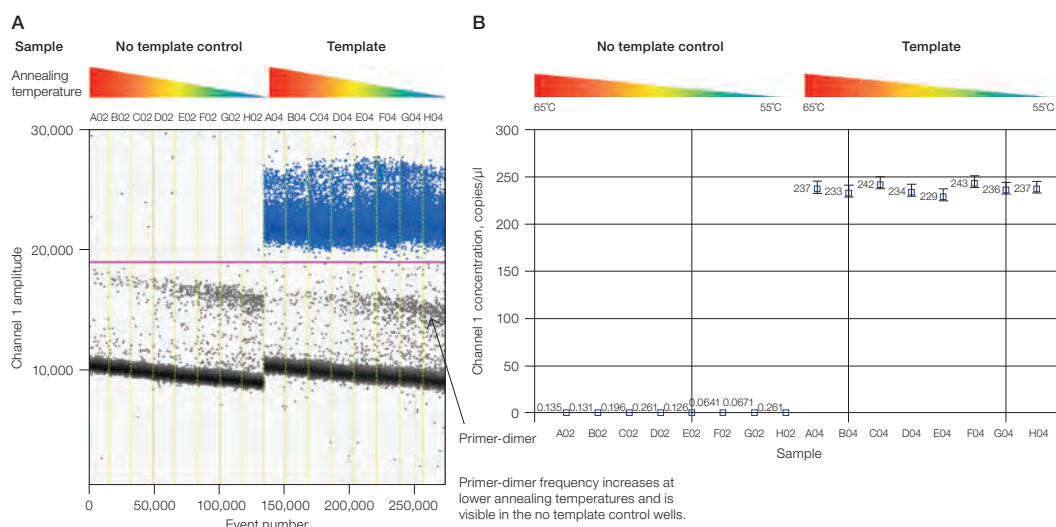 A
Sample
No template control
Template
Annealing
temperature
A02 B02 C02 D02 E02 F02 G02 H02 A04 B04 C04 D04 E04 F04 G04 H04
30,000
20,000
10,000
Channel 1 amplitude
0
50,000
100,000
150,000
200,000
250,000
Event number
Primer-dimer
Primer-dimer frequency increases at
lower annealing temperatures and is
visible in the no template control wells.
B
No template control
Template
65°C
55°C
65°C
55°C
300
250
200
150
100
50
0
Channel 1 concentration, copies/µl
237
233
242
234
229
243
236
237
0.135
0.131
0.196
0.261
0.126
0.0641
0.0671
0.261
A02 B02 C02 D02 E02 F02 G02 H02 A04 B04 C04 D04 E04 F04 G04 H04
Sample